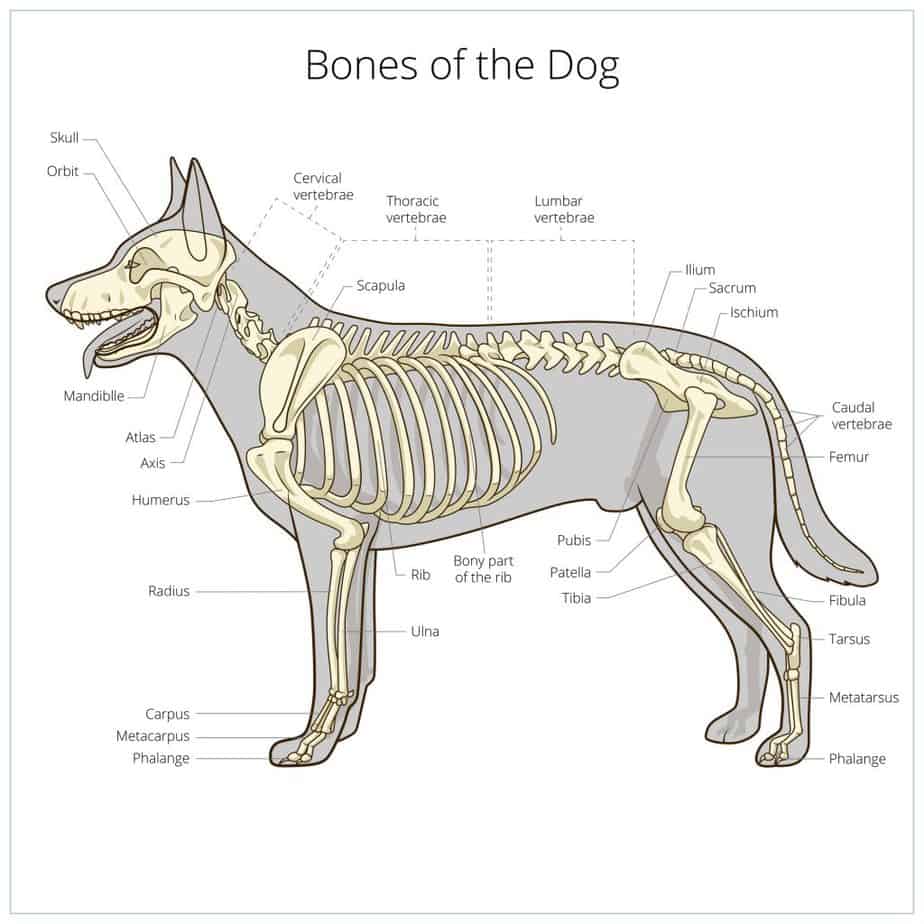 Bones of the Dog
Skull
Orbit
Cervical
vertebrae
Thoracic
vertebrae
Lumbar
vertebrae
Scapula
Ilium
Sacrum
Ischium
Mandiblle
Atlas
Axis
Humerus
Caudal
vertebrae
Femur
Pubis
Patella
Tibia
Rib
Bony part
of the rib
Radius
Ulna
Fibula
Tarsus
Metatarsus
Carpus
Metacarpus
Phalange
Phalange